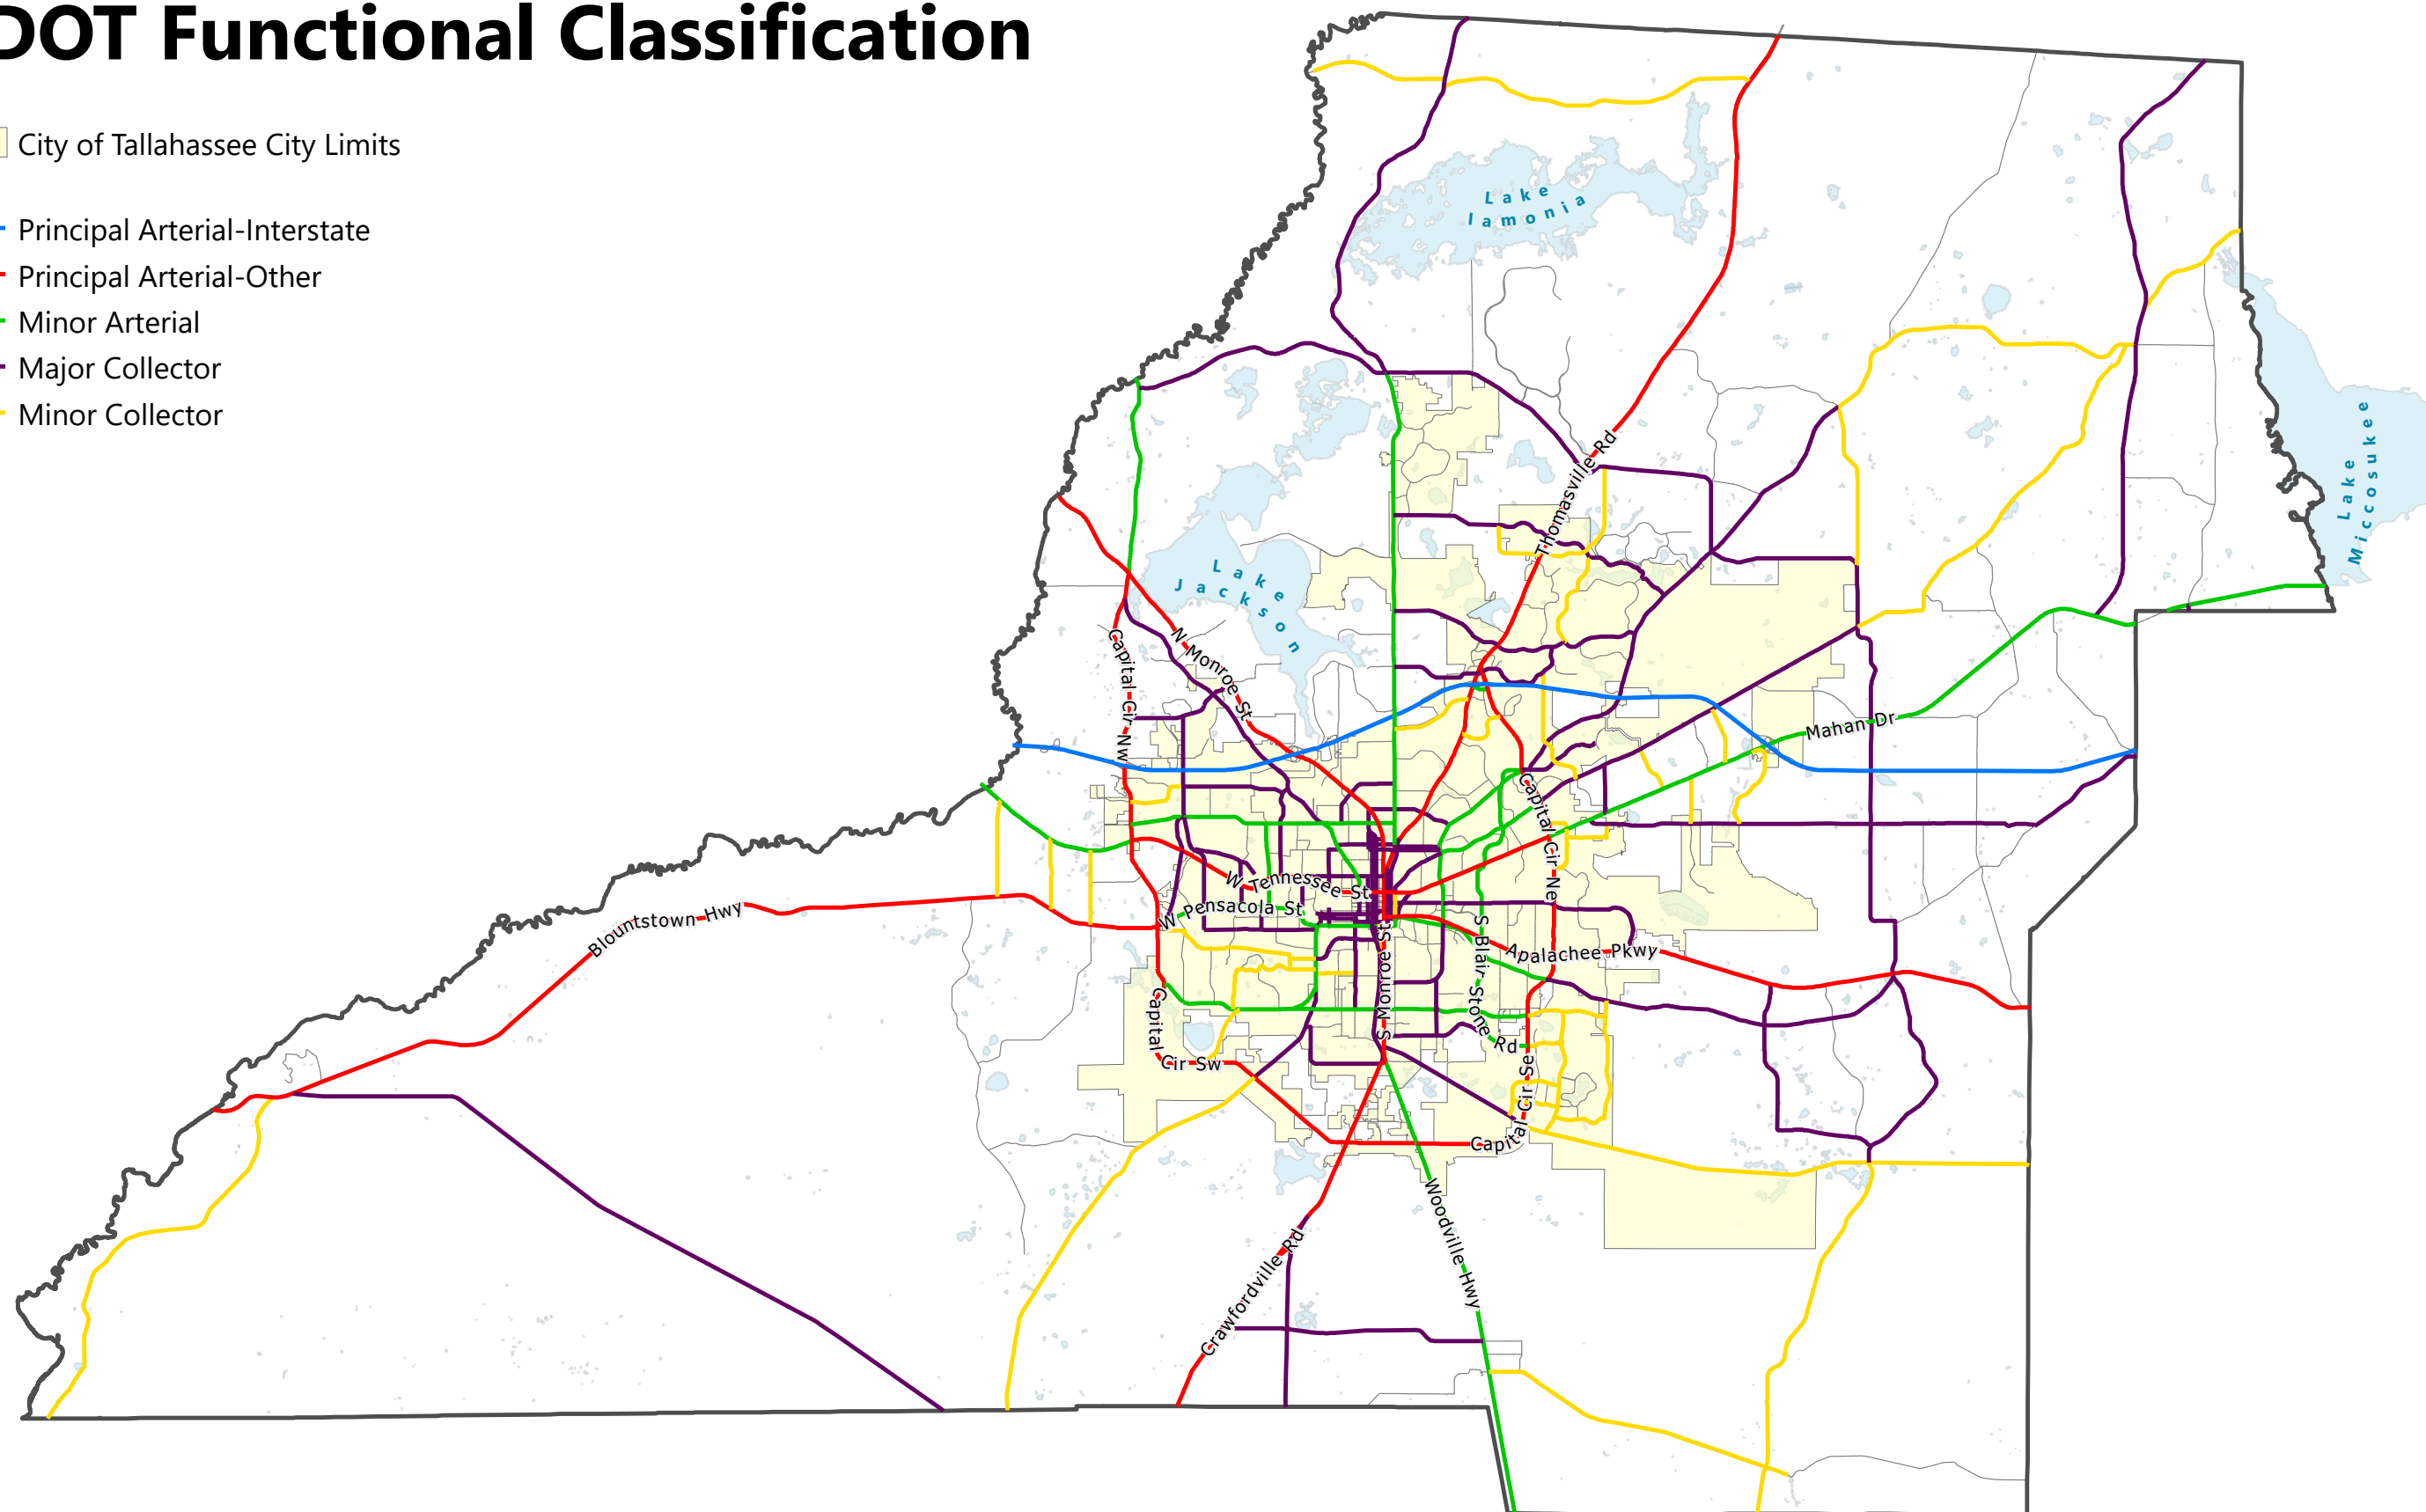 DOT Functional Classification
City of Tallahassee City Limits
Principal Arterial-Interstate
Principal Arterial-Other
Minor Arterial
Major Collector
Minor Collector
Lake
Iamonia
Thomasville Rd
Lake
Miccosukee
Lake
Jackson
N Monroe St
Capital Cir Nw
Mahan Dr
Capital Cir Ne
W Tennessee St
W Pensacola St
Blountstown Hwy
S Blair Stone Rd
Apalachee Pkwy
S Monroe St
Capital Cir Sw
Capital Cir Se
Woodville Hwy
Crawfordville Rd